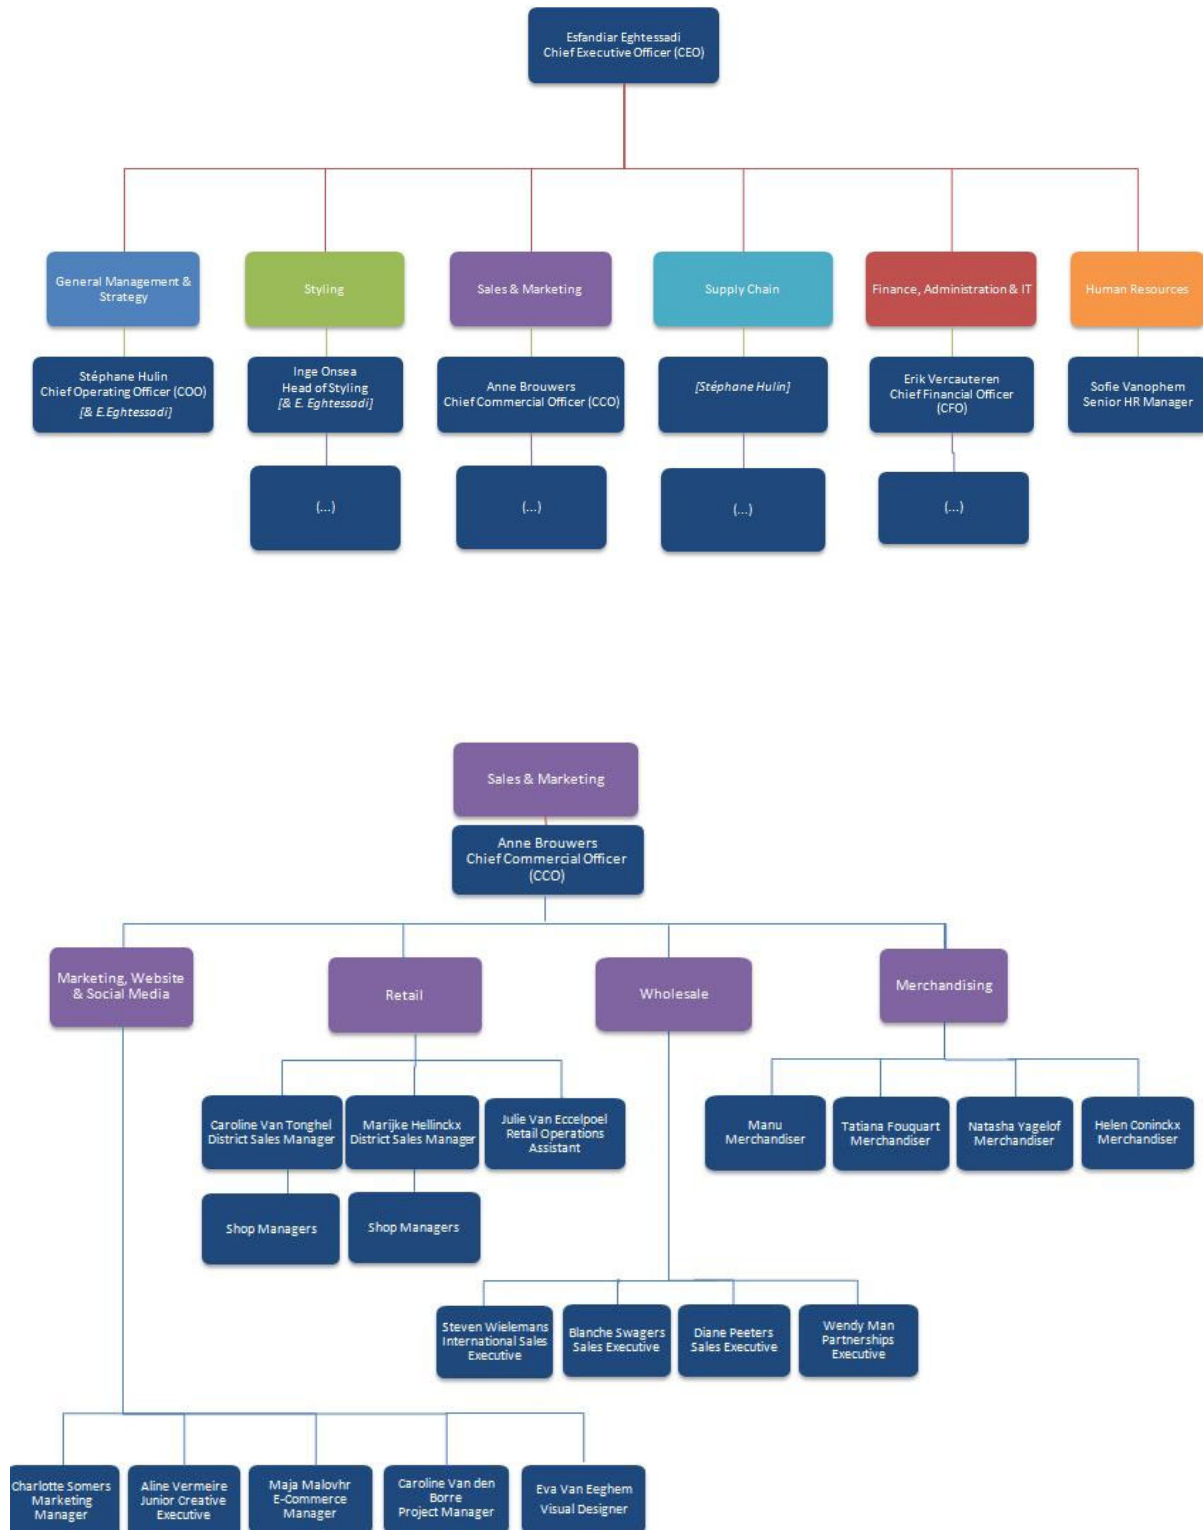 Esfandiar Eghtessadi
Chief Executive Officer (CEO)
General Management &
Strategy
Styling
Sales & Marketing
Supply Chain
Finance, Administration & IT
Human Resources
Stéphane Hulin
Chief Operating Officer (COO)
[& E.Eghtessadi]
Inge Onsea
Head of Styling
[& E. Eghtessadi]
Anne Brouwers
Chief Commercial Officer (CCO)
[Stéphane Hulin]
Erik Vercauteren
Chief Financial Officer
(CFO)
Sofie Vanophem
Senior HR Manager
(...)
(...)
(...)
(...)
Sales & Marketing
Anne Brouwers
Chief Commercial Officer
(CCO)
Marketing, Website
& Social Media
Retail
Wholesale
Merchandising
Caroline Van Tonghel
District Sales Manager
Marijke Hellinckx
District Sales Manager
Julie Van Eccelpoel
Retail Operations
Assistant
Manu
Merchandiser
Tatiana Fouquart
Merchandiser
Natasha Yagelof
Merchandiser
Helen Coninckx
Merchandiser
Shop Managers
Shop Managers
Steven Wielemans
International Sales
Executive
Blanche Swagers
Sales Executive
Diane Peeters
Sales Executive
Wendy Man
Partnerships
Executive
Charlotte Somers
Marketing
Manager
Aline Vermeire
Junior Creative
Executive
Maja Malovhr
E-Commerce
Manager
Caroline Van den
Borre
Project Manager
Eva Van Eeghem
Visual Designer